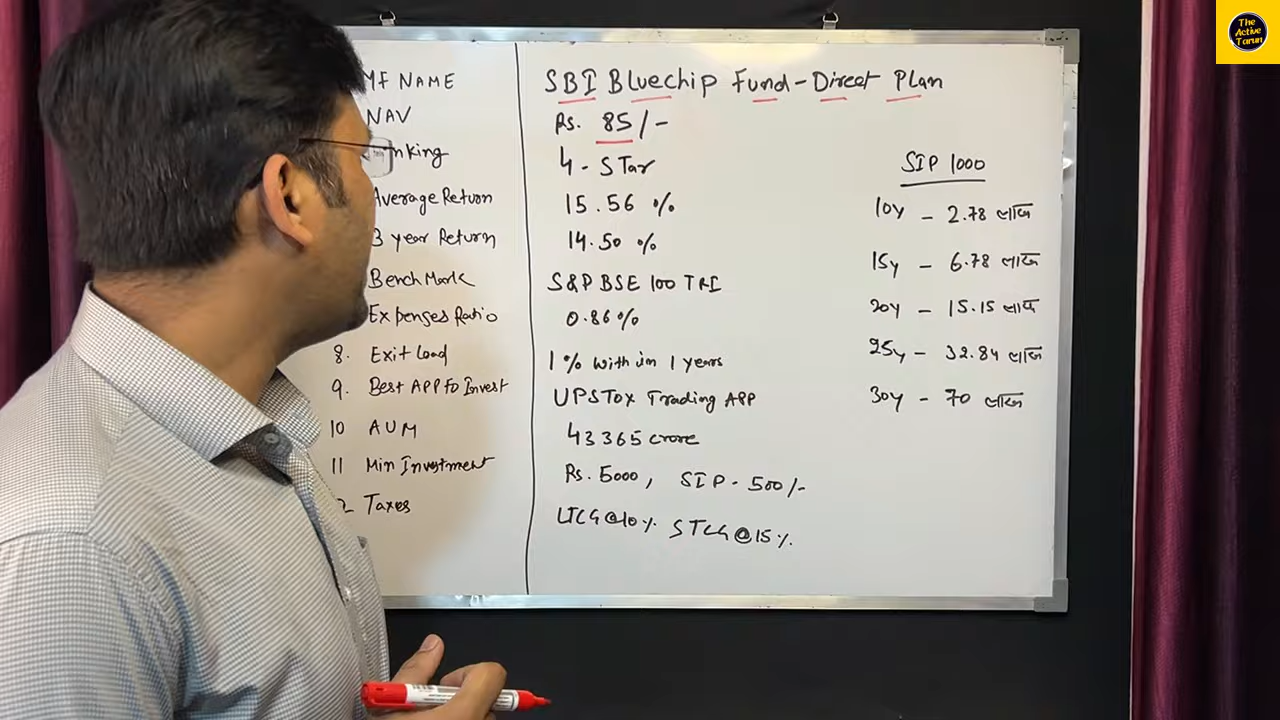 The
Active
Tarun
MF NAME SBI Bluechip Fund-Direct Plan
NAV Rs. 85/-
nking 4-STar
Average Return 15.56 %
3 year Return 14.50 %
BenchMark S&P BSE 100 TRI
Expenses Ratio 0.86%
8. Exit Load 1% within 1 years
9. Best APP to Invest UPSTOX Trading APP
10 AUM 43365 crore
11 Min Investment Rs. 5000, SIP - 500/-
2 Taxes LTCG@10% STCG@15%.
SIP 1000
10y - 2.78 लाख
15y - 6.78 लाख
20y - 15.15 लाख
25y - 32.84 लाख
30y - 70 लाख